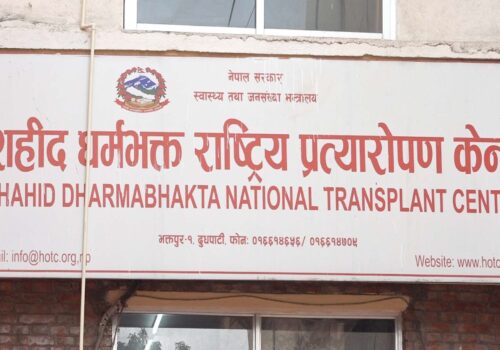 नेपाल सरकार
स्वास्थ्य तथा जनसंख्या मन्त्रालय
शहीद धर्मभक्त राष्ट्रिय प्रत्यारोपण केन
HAHID DHARMABHAKTA NATIONAL TRANSPLANT CENT
भक्तपुर-१, दुधपाटी, फोन: ०१६६१४६५६ / ०१६६१४७०५
il: info@hotc.org.np Website: www.hotc